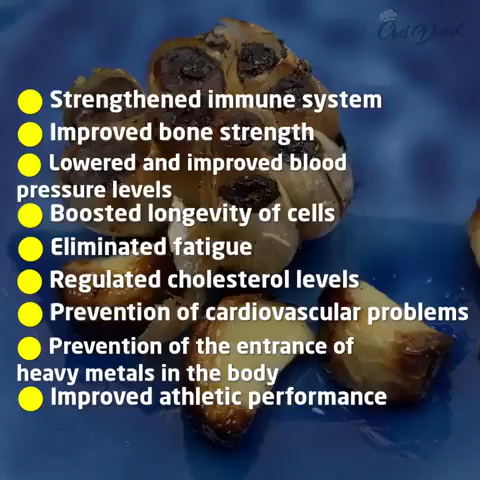 Chef Daniel
Strengthened immune system
Improved bone strength
Lowered and improved blood
pressure levels
Boosted longevity of cells
Eliminated fatigue
Regulated cholesterol levels
Prevention of cardiovascular problems
Prevention of the entrance of
heavy metals in the body
Improved athletic performance